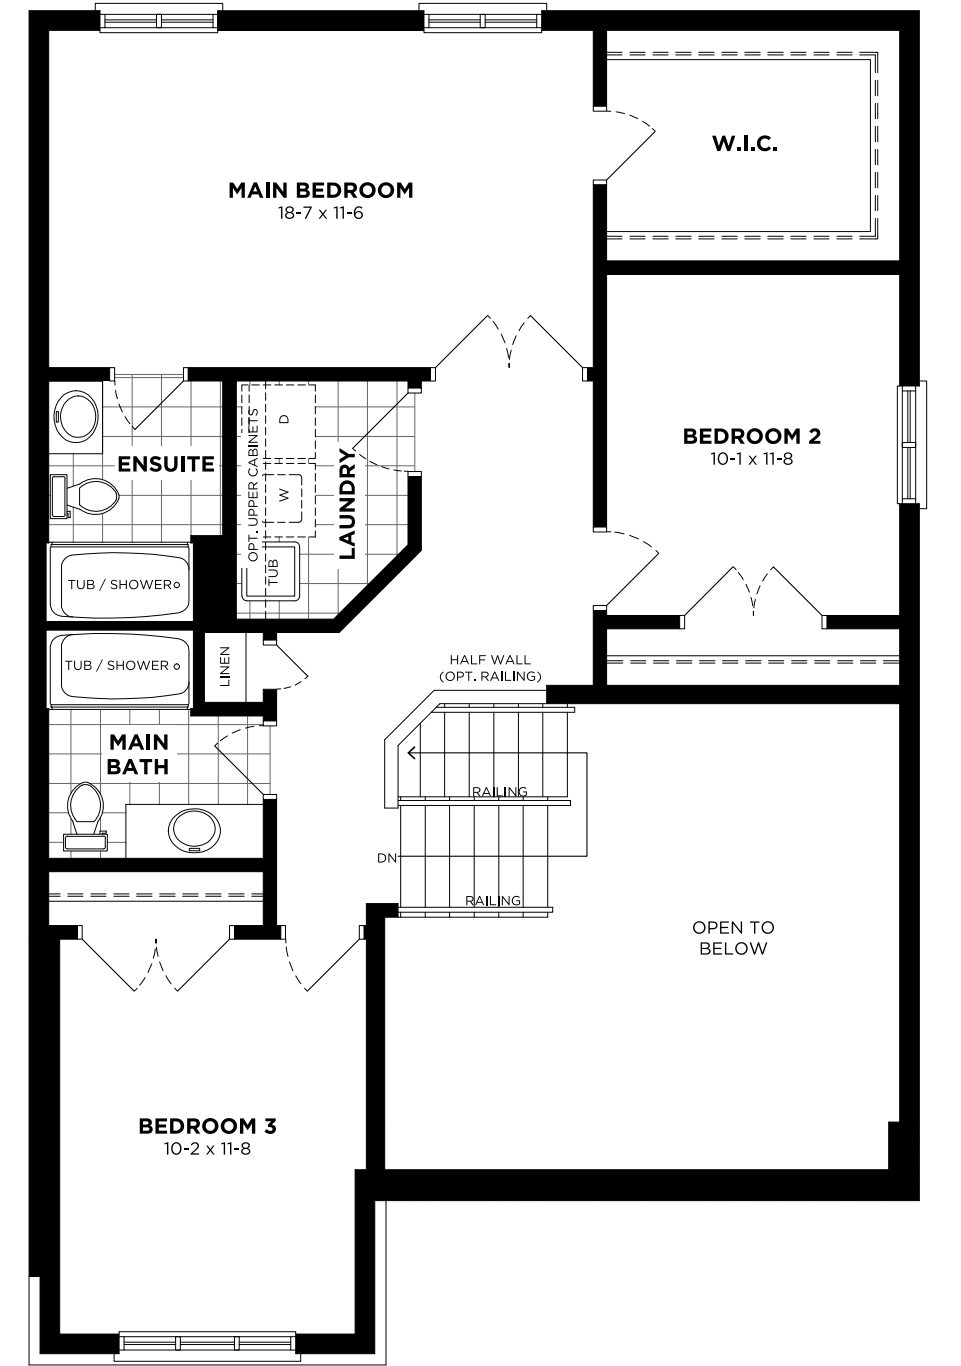 W.I.C.
MAIN BEDROOM
18-7 x 11-6
BEDROOM 2
10-1 x 11-8
ENSUITE
OPT. UPPER CABINETS
D
W
TUB
LAUNDRY
TUB / SHOWER
TUB / SHOWER
LINEN
HALF WALL
(OPT. RAILING)
MAIN
BATH
RAILING
DN
RAILING
OPEN TO
BELOW
BEDROOM 3
10-2 x 11-8